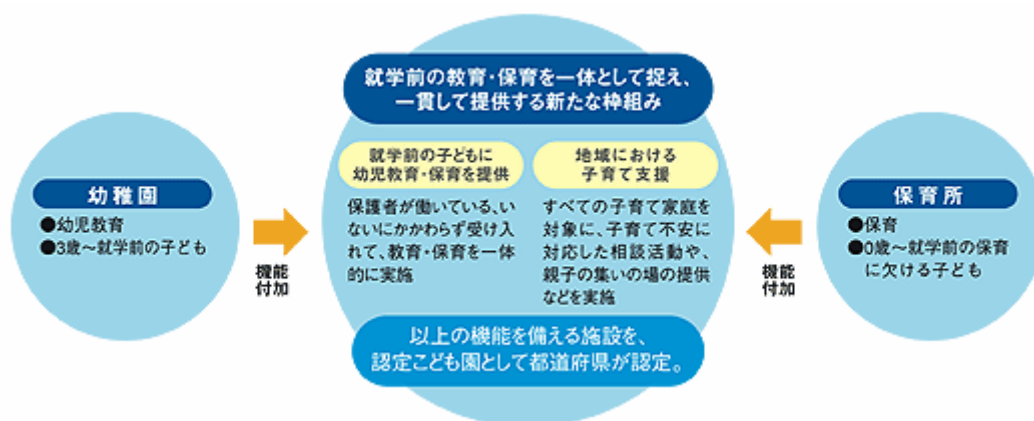 就学前の教育・保育を一体として捉え、
一貫して提供する新たな枠組み
幼稚園
●幼児教育
●3歳～就学前の子ども
機能
付加
就学前の子どもに
幼児教育・保育を提供
保護者が働いている、い
ないにかかわらず受け入
れて、教育・保育を一体
的に実施
地域における
子育て支援
すべての子育て家庭を
対象に、子育て不安に
対応した相談活動や、
親子の集いの場の提供
などを実施
以上の機能を備える施設を、
認定こども園として都道府県が認定。
機能
付加
保育所
●保育
●0歳～就学前の保育
に欠ける子ども